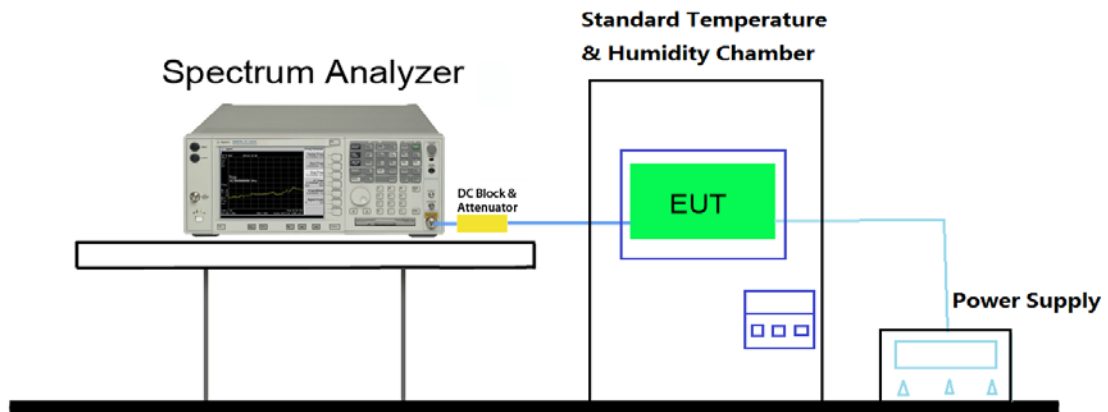 Standard Temperature
& Humidity Chamber
Spectrum Analyzer
DC Block &
Attenuator
EUT
Power Supply